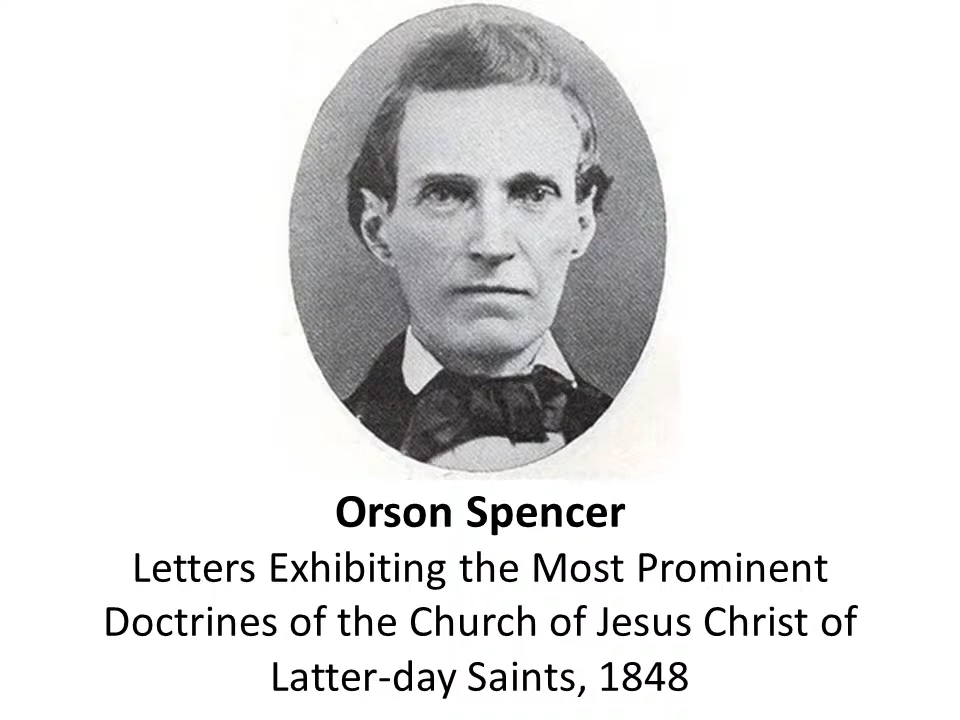 Orson Spencer
Letters Exhibiting the Most Prominent
Doctrines of the Church of Jesus Christ of
Latter-day Saints, 1848